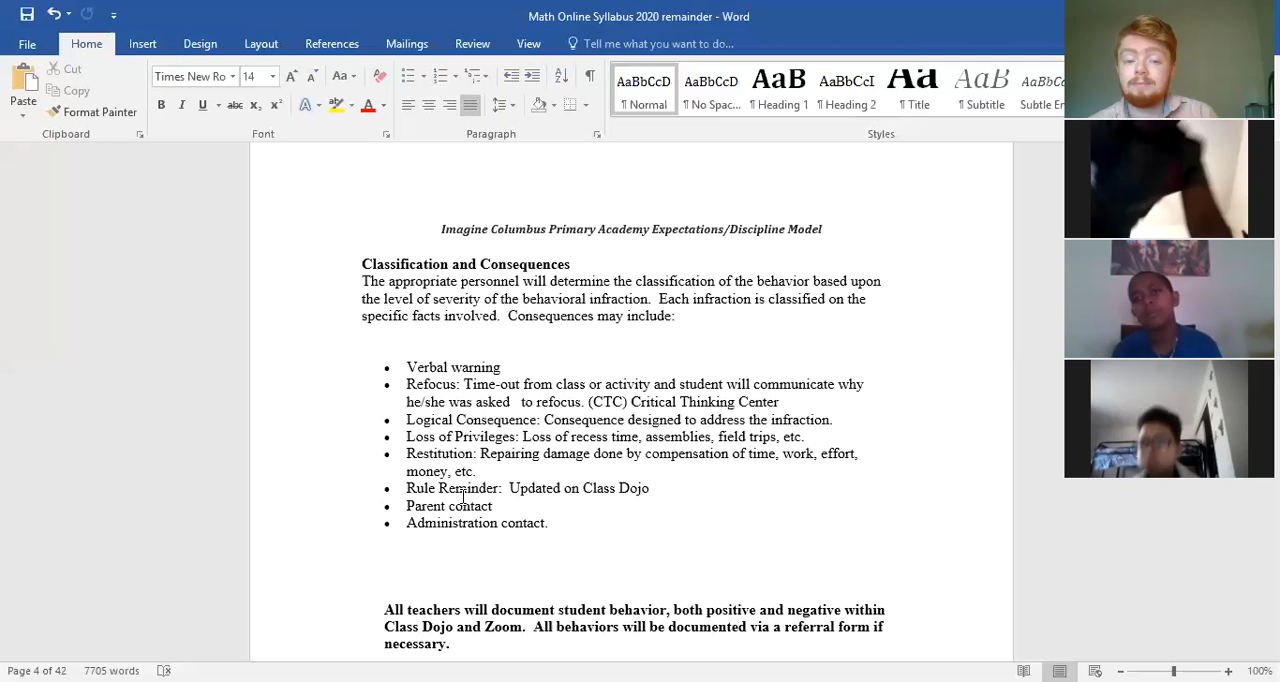 Math Online Syllabus 2020 remainder - Word
File Home Insert Design Layout References Mailings Review View Tell me what you want to do...
Cut
Copy
Format Painter
Paste
Clipboard
Times New Ro 14
Font
Paragraph
AaBbCcD AaBbCcD AaB AaBbCcI Aa AaB AaBbCcD
¶ Normal ¶ No Spac... ¶ Heading 1 ¶ Heading 2 ¶ Title ¶ Subtitle Subtle En
Styles
Imagine Columbus Primary Academy Expectations/Discipline Model
Classification and Consequences
The appropriate personnel will determine the classification of the behavior based upon
the level of severity of the behavioral infraction.  Each infraction is classified on the
specific facts involved.  Consequences may include:
• Verbal warning
• Refocus: Time-out from class or activity and student will communicate why
he/she was asked   to refocus. (CTC) Critical Thinking Center
• Logical Consequence: Consequence designed to address the infraction.
• Loss of Privileges: Loss of recess time, assemblies, field trips, etc.
• Restitution: Repairing damage done by compensation of time, work, effort,
money, etc.
• Rule Reminder:  Updated on Class Dojo
• Parent contact
• Administration contact.
All teachers will document student behavior, both positive and negative within
Class Dojo and Zoom.  All behaviors will be documented via a referral form if
necessary.
Page 4 of 42 7705 words 100%